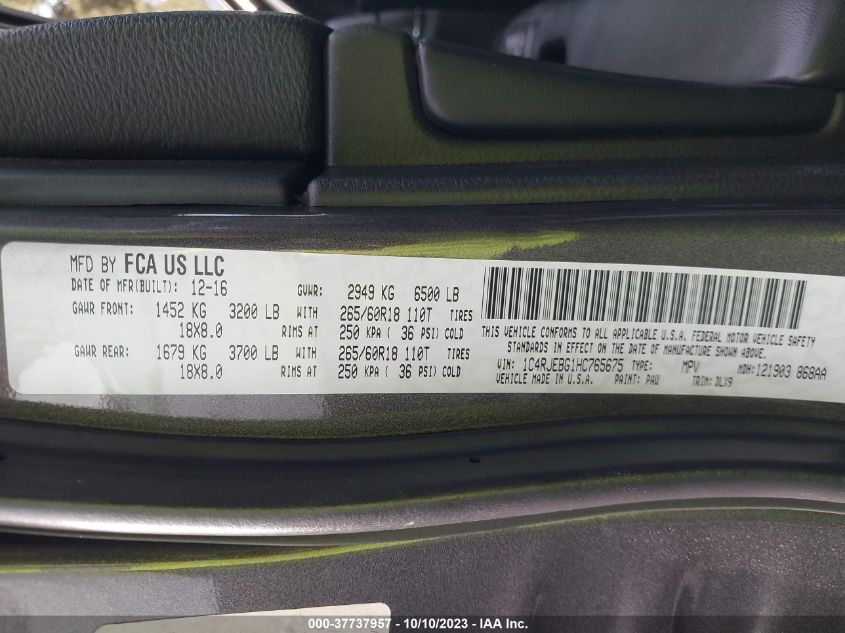 MFD BY FCA US LLC
DATE OF MFR(BUILT): 12-16 GVWR: 2949 KG 6500 LB
GAWR FRONT: 1452 KG 3200 LB WITH 265/60R18 110T TIRES
18X8.0 RIMS AT 250 KPA ( 36 PSI) COLD
GAWR REAR: 1679 KG 3700 LB WITH 265/60R18 110T TIRES
18X8.0 RIMS AT 250 KPA ( 36 PSI) COLD
THIS VEHICLE CONFORMS TO ALL APPLICABLE U.S.A. FEDERAL MOTOR VEHICLE SAFETY
STANDARDS IN EFFECT ON THE DATE OF MANUFACTURE SHOWN ABOVE.
VIN: 1C4RJEBG1HC765675 TYPE: MPV MDH: 121903 868AA
VEHICLE MADE IN U.S.A. PAINT: PAU TRIM: DLX9
000-37737957 - 10/10/2023 - IAA Inc.